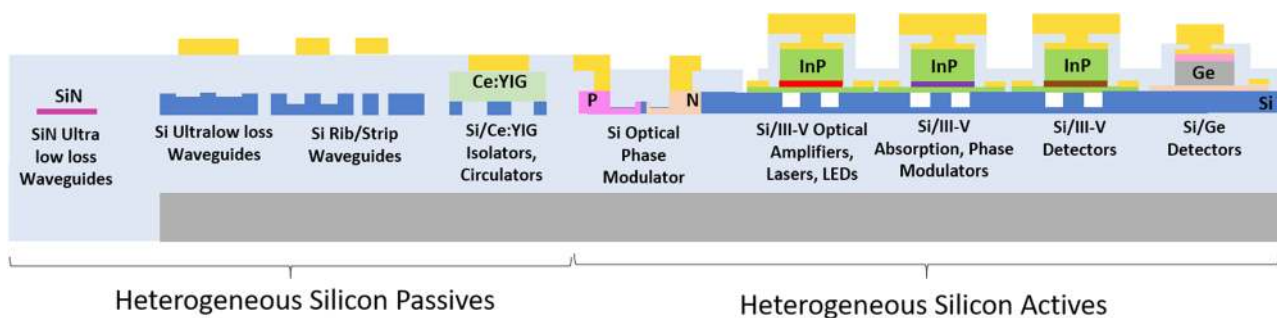 InP
InP
InP
SiN
Ce:YIG
P
N
Ge
Si
SiN Ultra
low loss
Waveguides
Si Ultralow loss
Waveguides
Si Rib/Strip
Waveguides
Si/Ce:YIG
Isolators,
Circulators
Si Optical
Phase
Modulator
Si/III-V Optical
Amplifiers,
Lasers, LEDs
Si/III-V
Absorption, Phase
Modulators
Si/III-V
Detectors
Si/Ge
Detectors
Heterogeneous Silicon Passives
Heterogeneous Silicon Actives